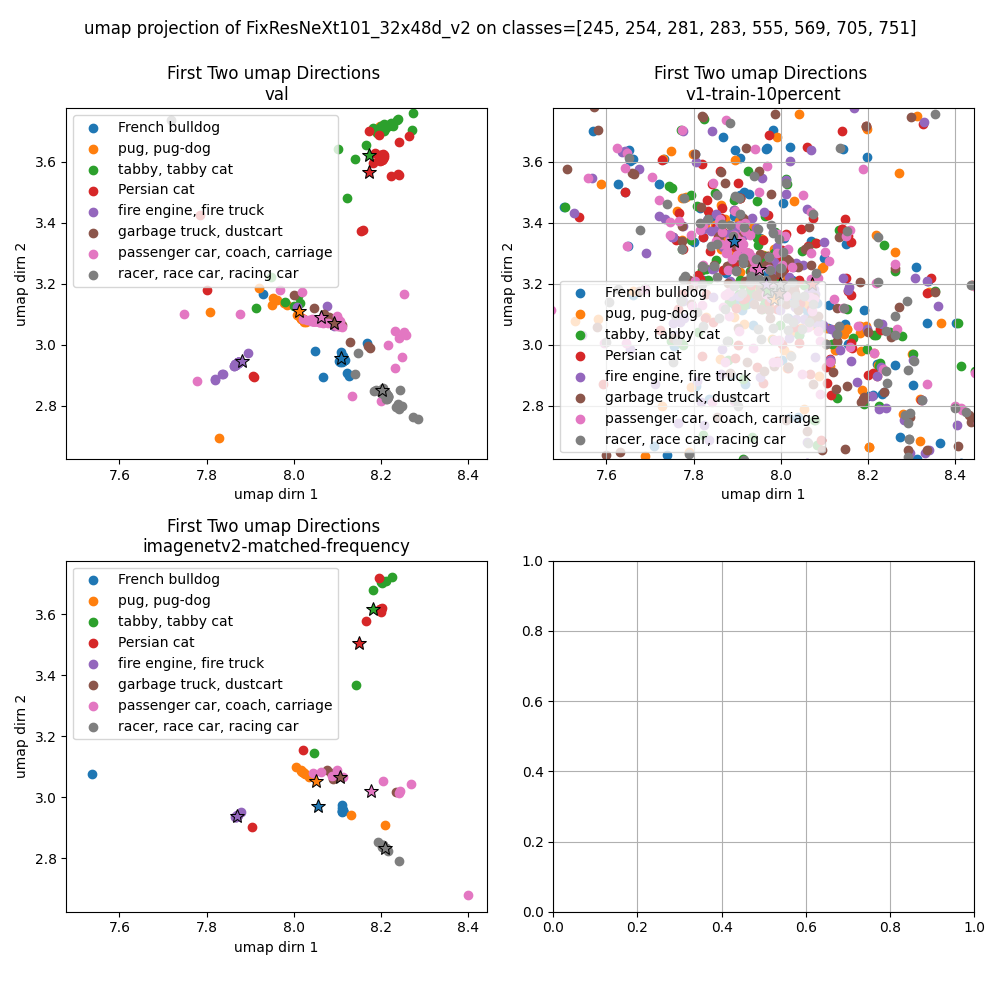 umap projection of FixResNeXt101_32x48d_v2 on classes=[245, 254, 281, 283, 555, 569, 705, 751]
First Two umap Directions
val
French bulldog
pug, pug-dog
tabby, tabby cat
Persian cat
fire engine, fire truck
garbage truck, dustcart
passenger car, coach, carriage
racer, race car, racing car
3.6
3.4
3.2
3.0
2.8
umap dirn 2
7.6 7.8 8.0 8.2 8.4
umap dirn 1
First Two umap Directions
v1-train-10percent
French bulldog
pug, pug-dog
tabby, tabby cat
Persian cat
fire engine, fire truck
garbage truck, dustcart
passenger car, coach, carriage
racer, race car, racing car
3.6
3.4
3.2
3.0
2.8
umap dirn 2
7.6 7.8 8.0 8.2 8.4
umap dirn 1
First Two umap Directions
imagenetv2-matched-frequency
French bulldog
pug, pug-dog
tabby, tabby cat
Persian cat
fire engine, fire truck
garbage truck, dustcart
passenger car, coach, carriage
racer, race car, racing car
3.6
3.4
3.2
3.0
2.8
umap dirn 2
7.6 7.8 8.0 8.2 8.4
umap dirn 1
1.0
0.8
0.6
0.4
0.2
0.0
0.0 0.2 0.4 0.6 0.8 1.0